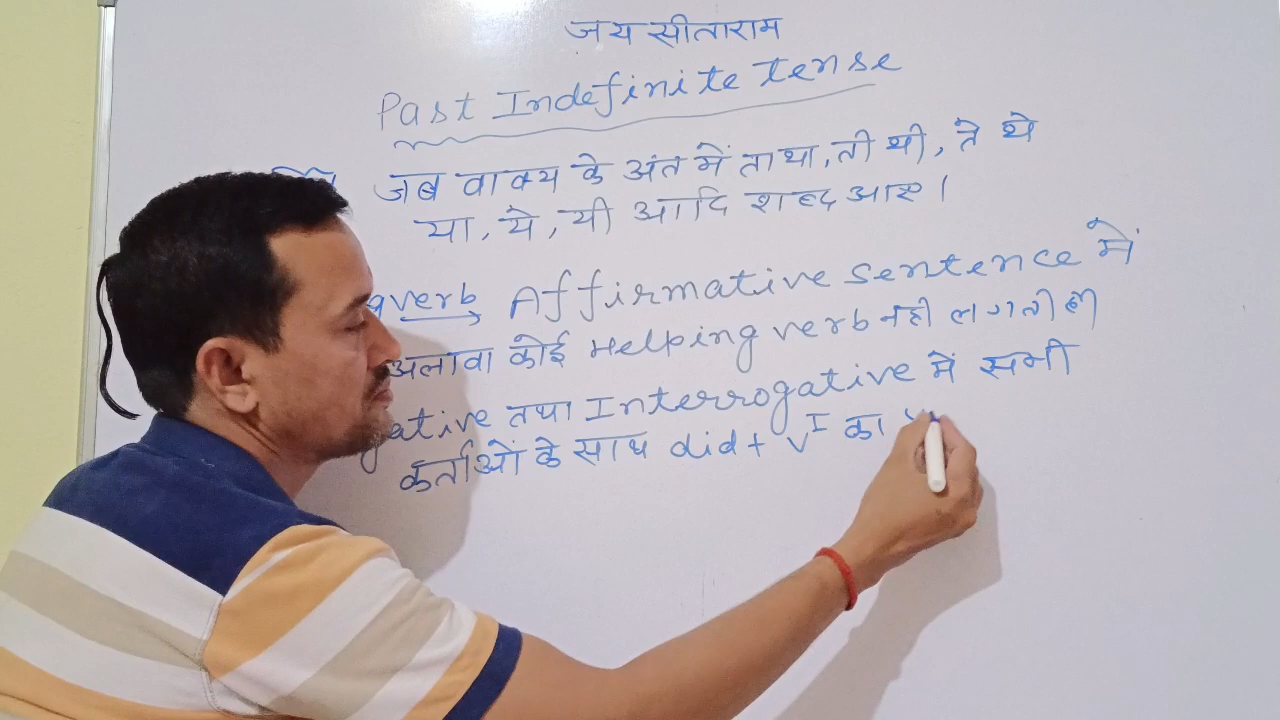 जय सीताराम
Past Indefinite tense
जब वाक्य के अंत में ता था, ती थी, ते थे
या, ये, यी आदि शब्द आए।
verb → Affirmative sentence में
अलावा कोई Helping verb नही लगती है।
ative तथा Interrogative में सभी
कर्ताओं के साथ did + V I का